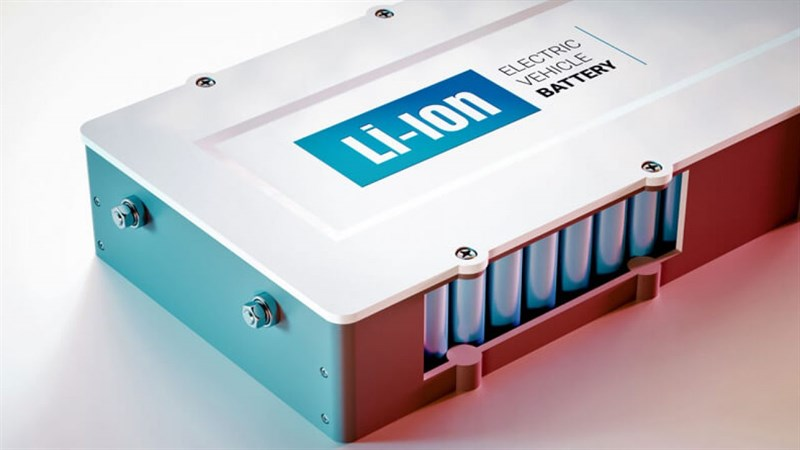 Li-Ion
ELECTRIC
VEHICLE
BATTERY